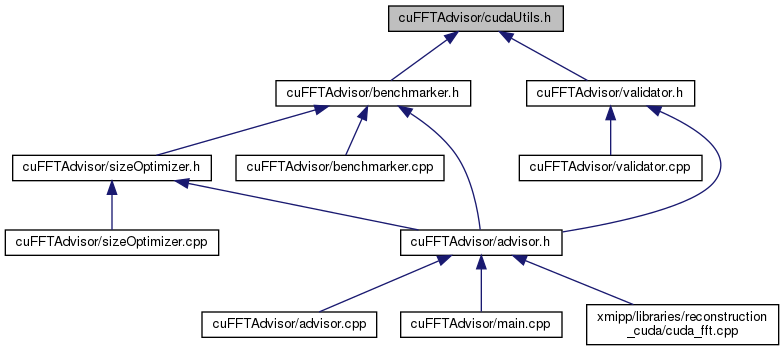 cuFFTAdvisor/cudaUtils.h
cuFFTAdvisor/benchmarker.h
cuFFTAdvisor/validator.h
cuFFTAdvisor/sizeOptimizer.h
cuFFTAdvisor/benchmarker.cpp
cuFFTAdvisor/validator.cpp
cuFFTAdvisor/sizeOptimizer.cpp
cuFFTAdvisor/advisor.h
cuFFTAdvisor/advisor.cpp
cuFFTAdvisor/main.cpp
xmipp/libraries/reconstruction
_cuda/cuda_fft.cpp